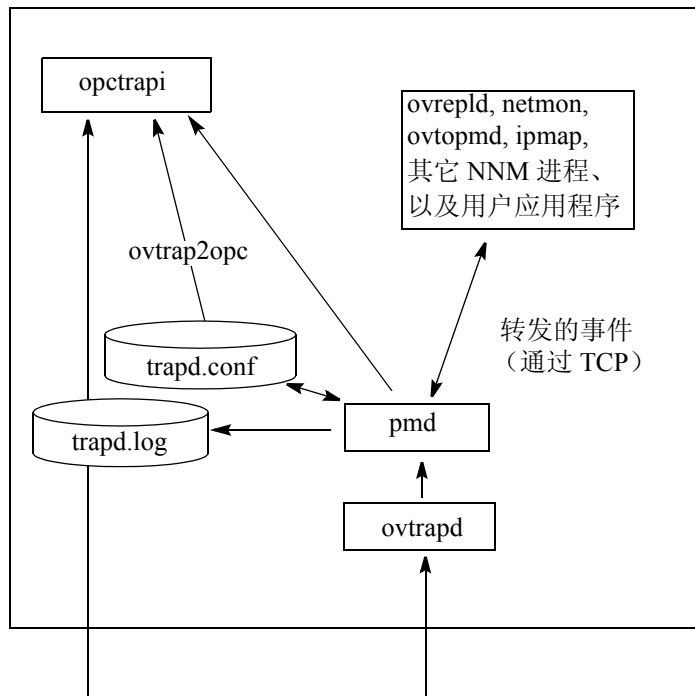 opctrapi
ovrepld, netmon,
ovtopmd, ipmap,
其它 NNM 进程、
以及用户应用程序
ovtrap2opc
转发的事件
（通过 TCP）
trapd.conf
pmd
trapd.log
ovtrapd